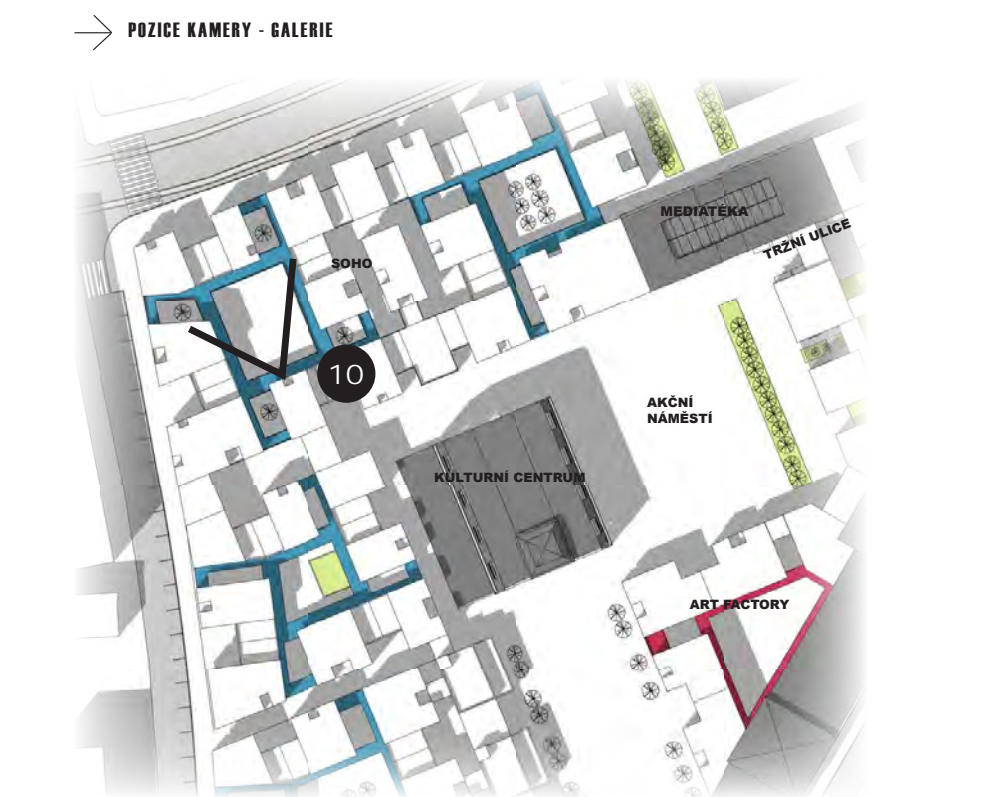 POZICE KAMERY - GALERIE
MEDIATÉKA
TRŽNÍ ULICE
SOHO
10
AKČNÍ
NÁMĚSTÍ
KULTURNÍ CENTRUM
ART FACTORY